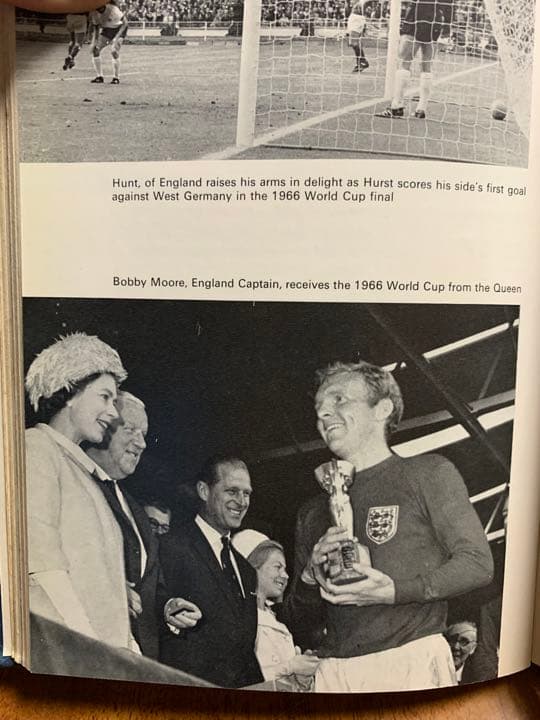 Hunt, of England raises his arms in delight as Hurst scores his side's first goal
against West Germany in the 1966 World Cup final
Bobby Moore, England Captain, receives the 1966 World Cup from the Queen